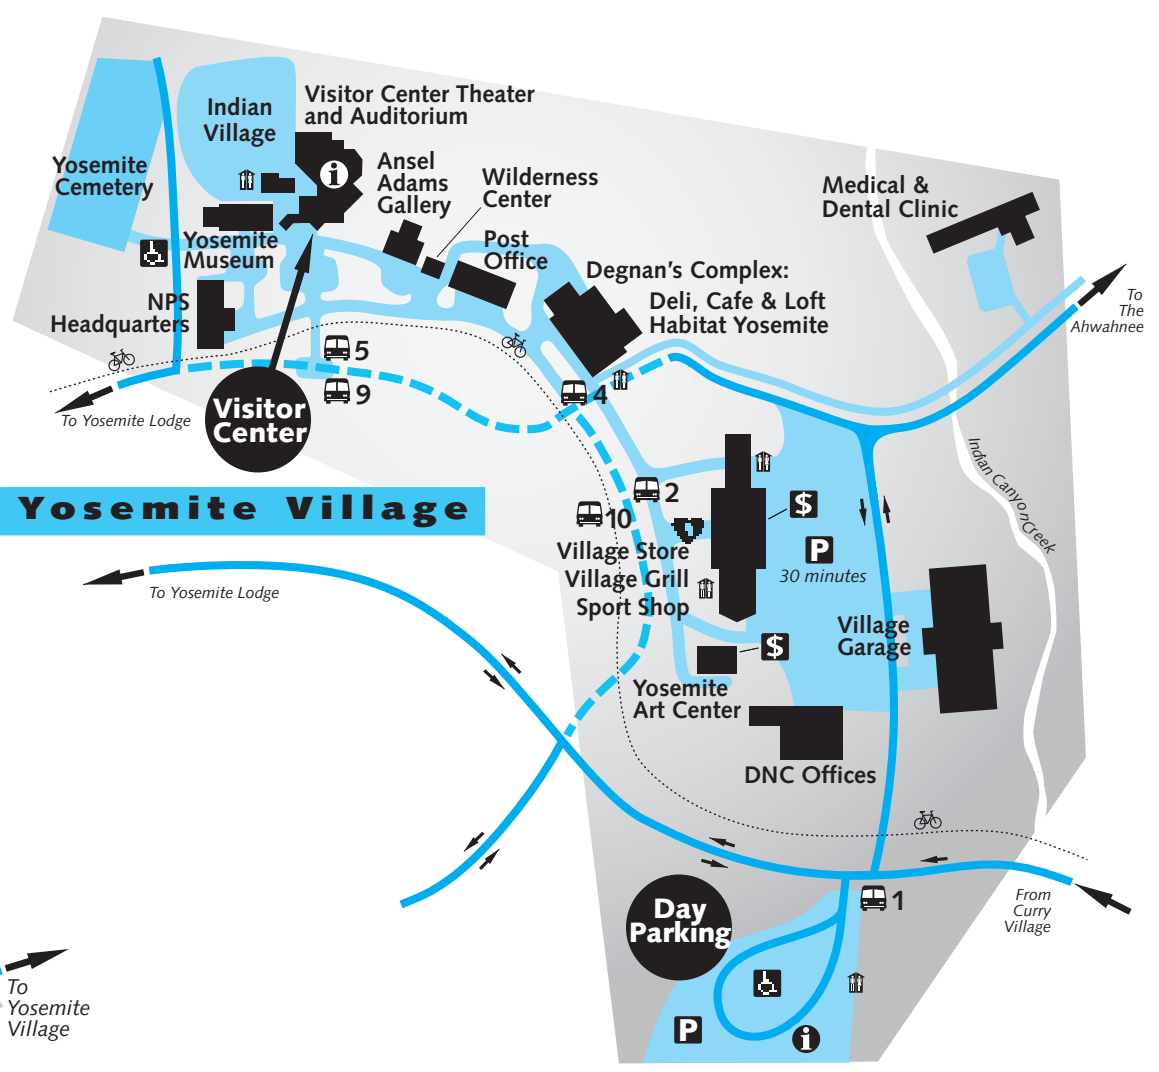 Visitor Center Theater
and Auditorium
Indian
Village
Yosemite
Cemetery
i
Ansel
Adams
Gallery
Wilderness
Center
Medical &
Dental Clinic
Yosemite
Museum
Post
Office
Degnan's Complex:
Deli, Cafe & Loft
Habitat Yosemite
NPS
Headquarters
To
The
Ahwahnee
5
9
4
To Yosemite Lodge
Visitor
Center
Yosemite Village
2
10
$
P
30 minutes
Indian Canyon Creek
Village Store
Village Grill
Sport Shop
To Yosemite Lodge
Village
Garage
$
Yosemite
Art Center
DNC Offices
1
From
Curry
Village
Day
Parking
P
i
To
Yosemite
Village